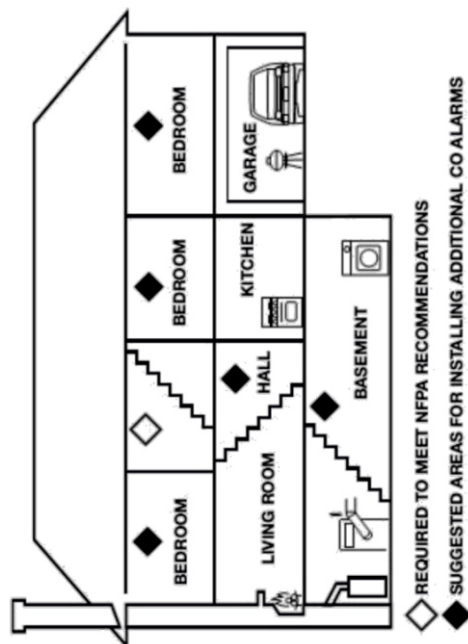 BEDROOM
BEDROOM
BEDROOM
LIVING ROOM
HALL
KITCHEN
GARAGE
BASEMENT
REQUIRED TO MEET NFPA RECOMMENDATIONS
SUGGESTED AREAS FOR INSTALLING ADDITIONAL CO ALARMS